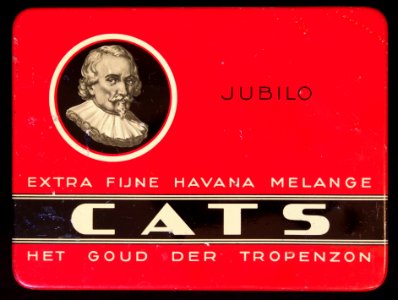 JUBILO
EXTRA FIJNE HAVANA MELANGE
CATS
HET GOUD DER TROPENZON